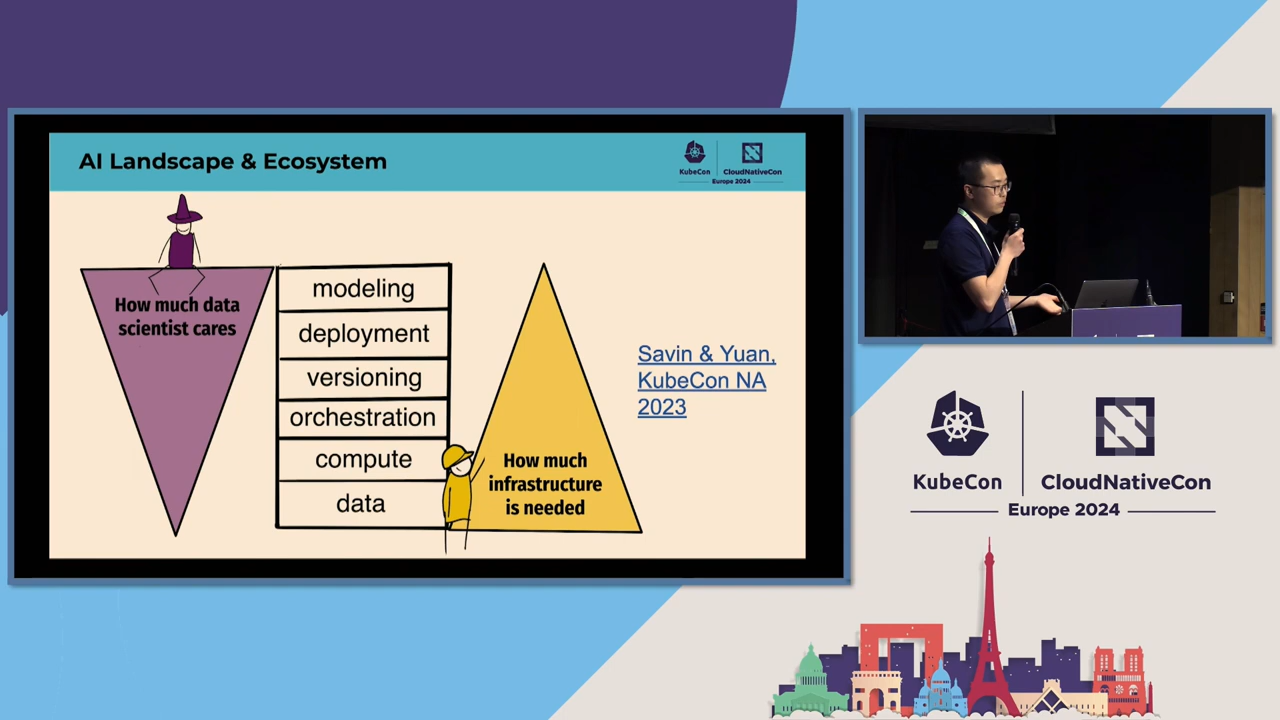 AI Landscape & Ecosystem
KubeCon
CloudNativeCon
Europe 2024
How much data
scientist cares
modeling
deployment
versioning
orchestration
compute
data
How much
infrastructure
is needed
Savin & Yuan,
KubeCon NA
2023
KubeCon
CloudNativeCon
Europe 2024